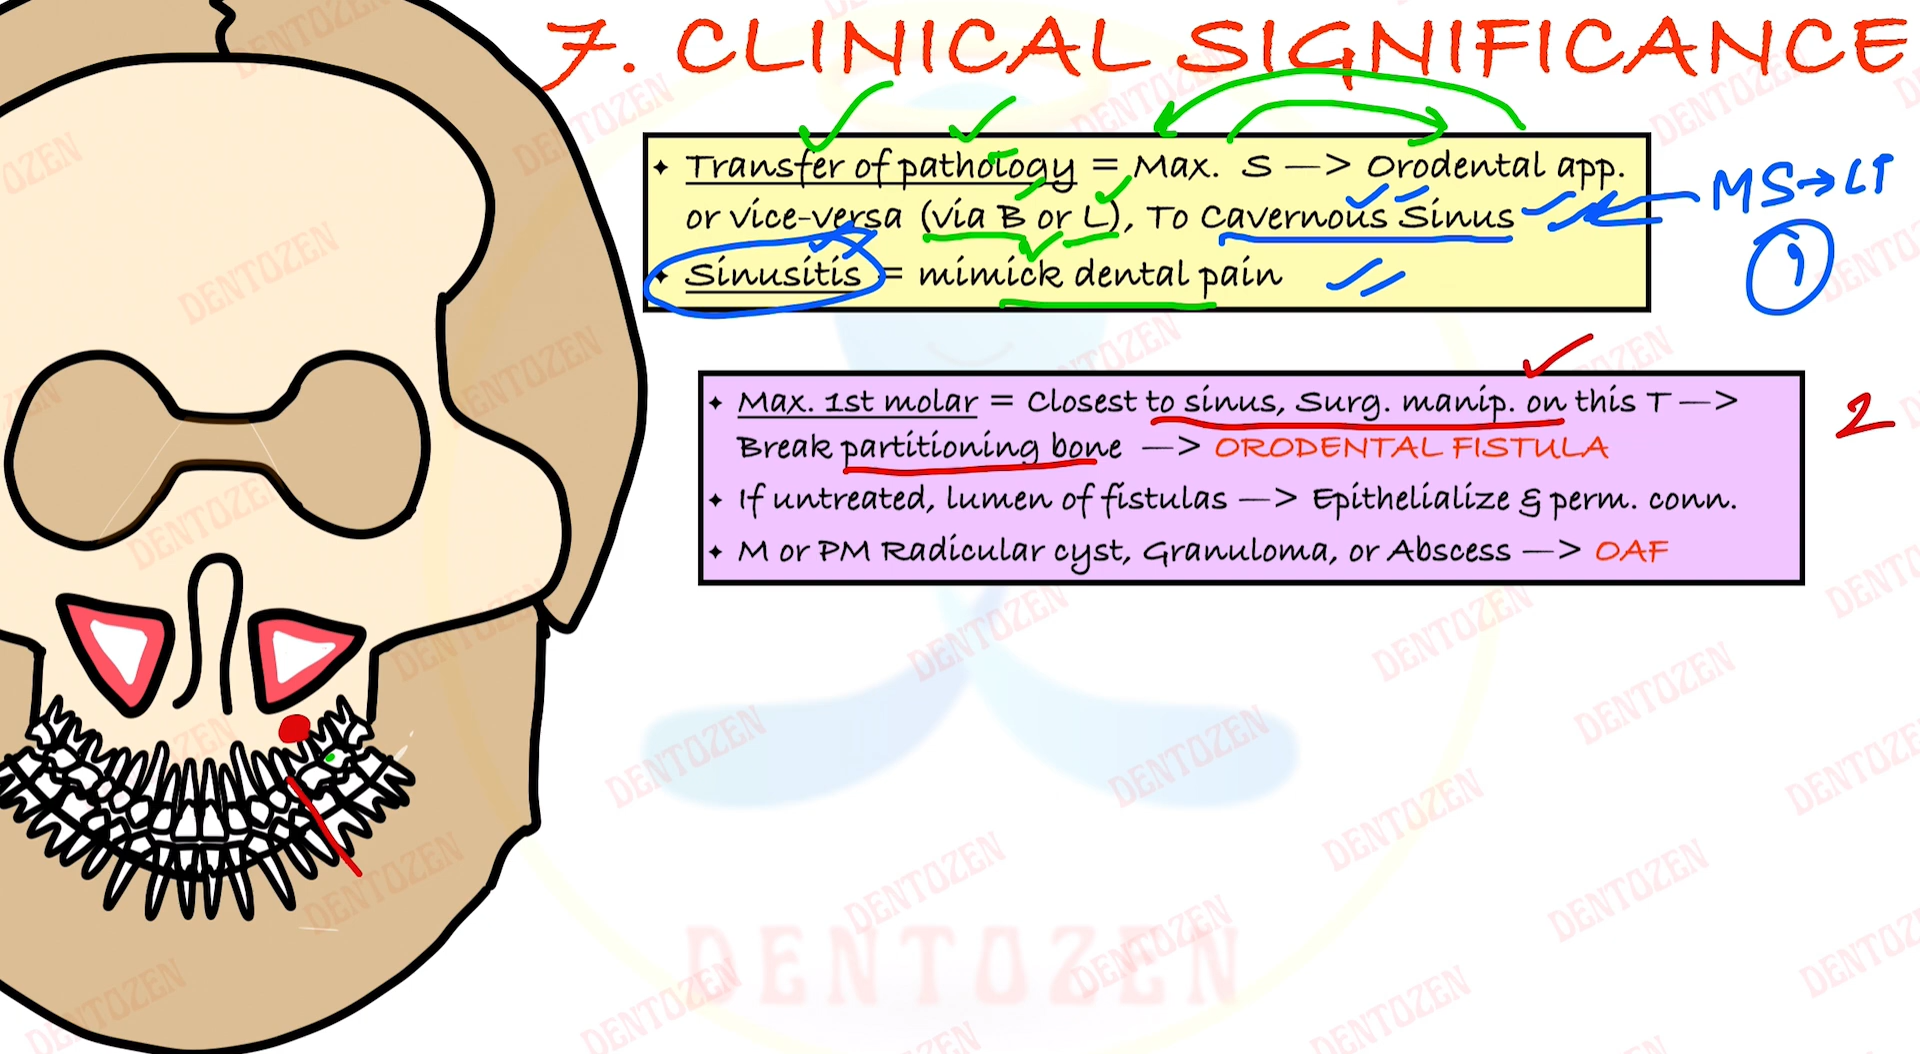 7. CLINICAL SIGNIFICANCE
✦ Transfer of pathology = Max. S —> Orodental app.
or vice-versa (via B or L), To Cavernous Sinus
✦ Sinusitis = mimick dental pain
MS→LT
1
✦ Max. 1st molar = Closest to sinus, Surg. manip. on this T —>
Break partitioning bone —> ORODENTAL FISTULA
✦ If untreated, lumen of fistulas —> Epithelialize & perm. conn.
✦ M or PM Radicular cyst, Granuloma, or Abscess —> OAF
2
DENTOZEN